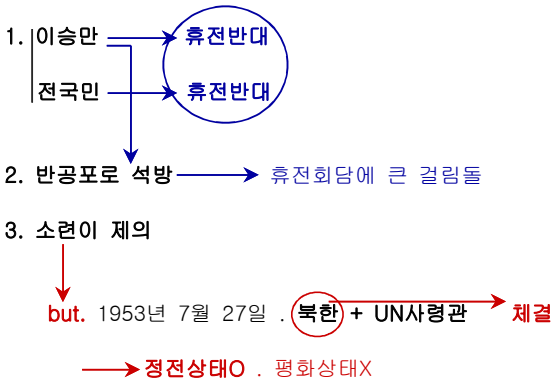 1. 이승만 휴전반대
전국민 휴전반대
2. 반공포로 석방 휴전회담에 큰 걸림돌
3. 소련이 제의
but. 1953년 7월 27일 . 북한 + UN사령관 체결
정전상태O . 평화상태X